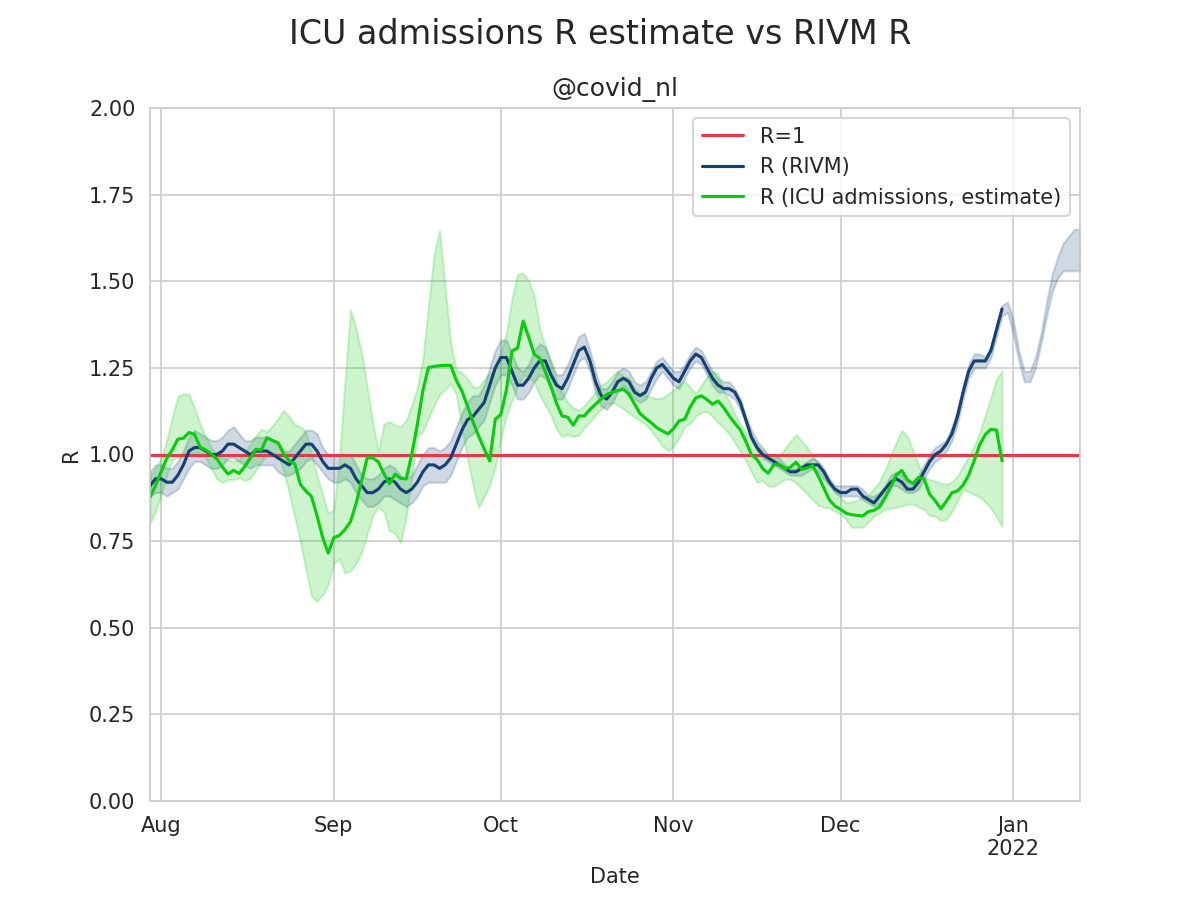 ICU admissions R estimate vs RIVM R
@covid_nl
R=1
R (RIVM)
R (ICU admissions, estimate)
2.00
1.75
1.50
1.25
1.00
0.75
0.50
0.25
0.00
R
Aug Sep Oct Nov Dec Jan
2022
Date